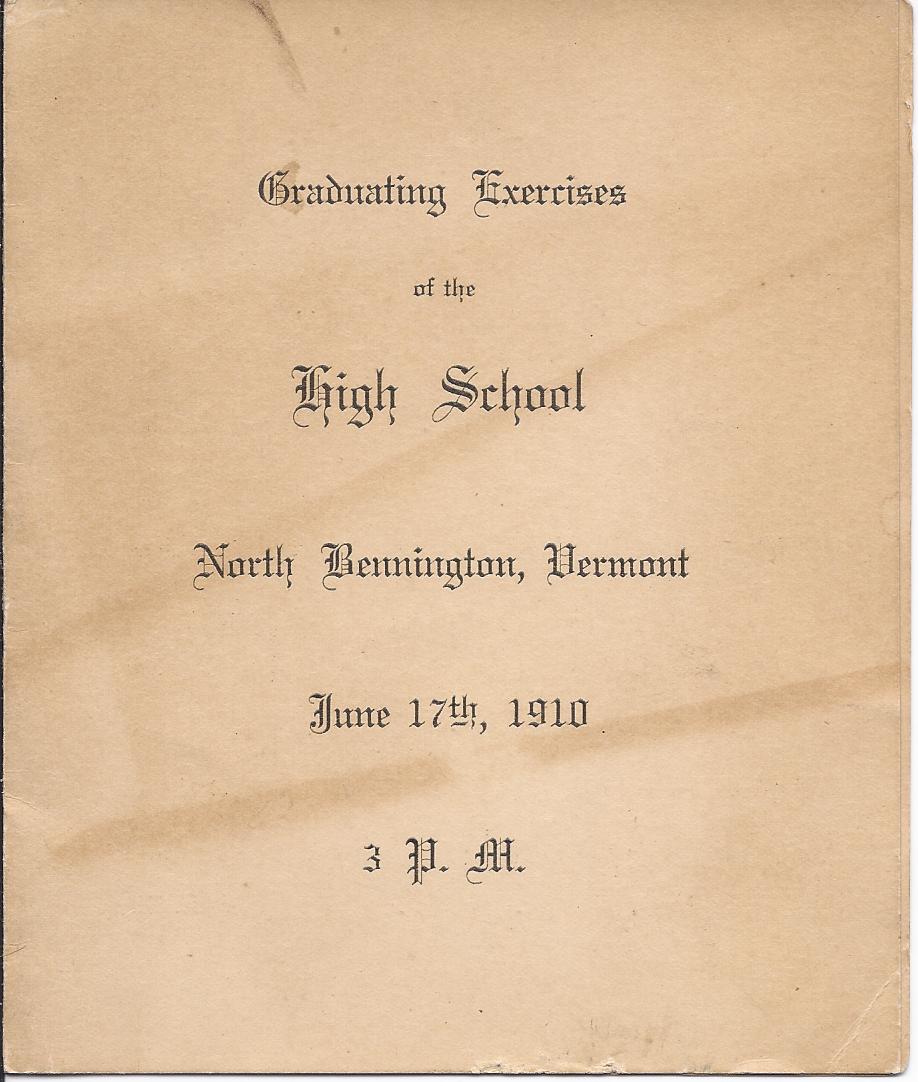 Graduating Exercises
of the
High School
North Bennington, Vermont
June 17th, 1910
3 P. M.